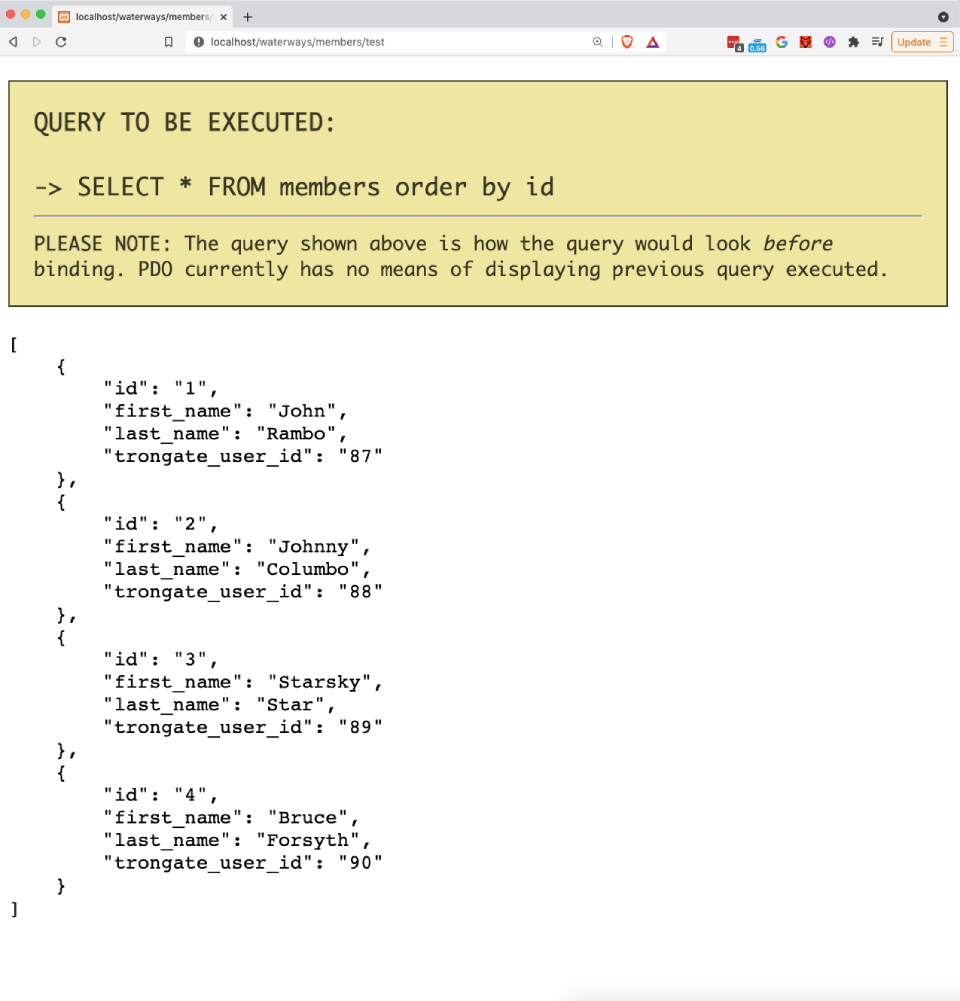 localhost/waterways/members/
localhost/waterways/members/test
4
0.56
Update
QUERY TO BE EXECUTED:
-> SELECT * FROM members order by id
PLEASE NOTE: The query shown above is how the query would look before
binding. PDO currently has no means of displaying previous query executed.
[
{
"id": "1",
"first_name": "John",
"last_name": "Rambo",
"trongate_user_id": "87"
},
{
"id": "2",
"first_name": "Johnny",
"last_name": "Columbo",
"trongate_user_id": "88"
},
{
"id": "3",
"first_name": "Starsky",
"last_name": "Star",
"trongate_user_id": "89"
},
{
"id": "4",
"first_name": "Bruce",
"last_name": "Forsyth",
"trongate_user_id": "90"
}
]